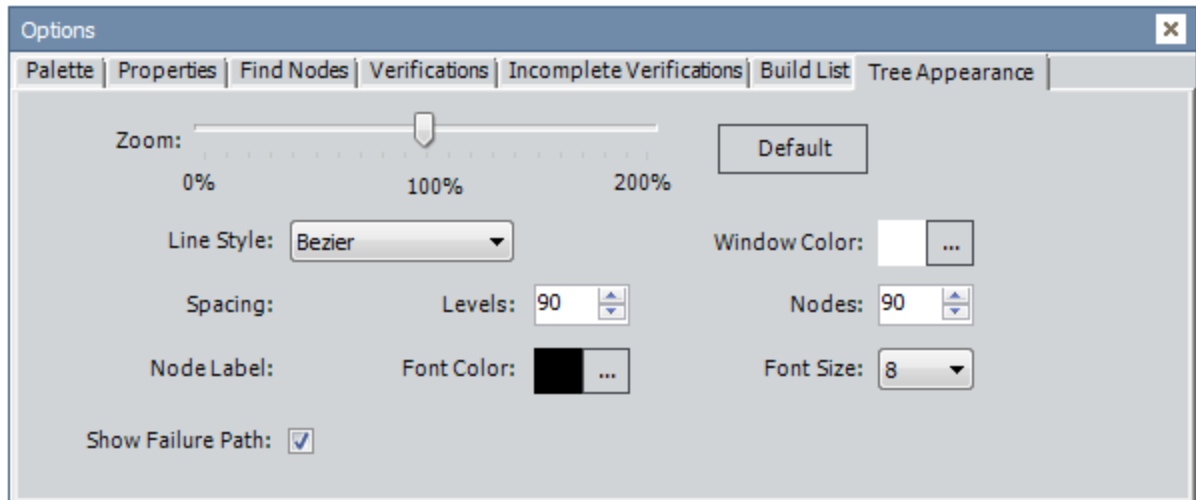 Options
Palette Properties Find Nodes Verifications Incomplete Verifications Build List Tree Appearance
Zoom: Default
0% 100% 200%
Line Style: Bezier Window Color: ...
Spacing: Levels: 90 Nodes: 90
Node Label: Font Color: ... Font Size: 8
Show Failure Path: